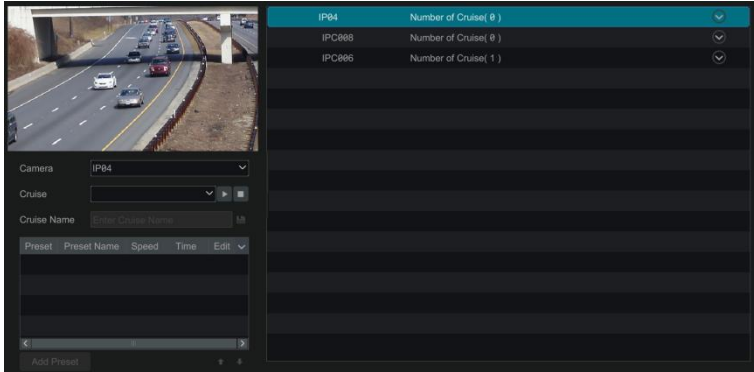 Camera IP04
Cruise
Cruise Name Enter Cruise Name
Preset Preset Name Speed Time Edit
Add Preset
IP04 Number of Cruise( 0 )
IPC008 Number of Cruise( 0 )
IPC006 Number of Cruise( 1 )